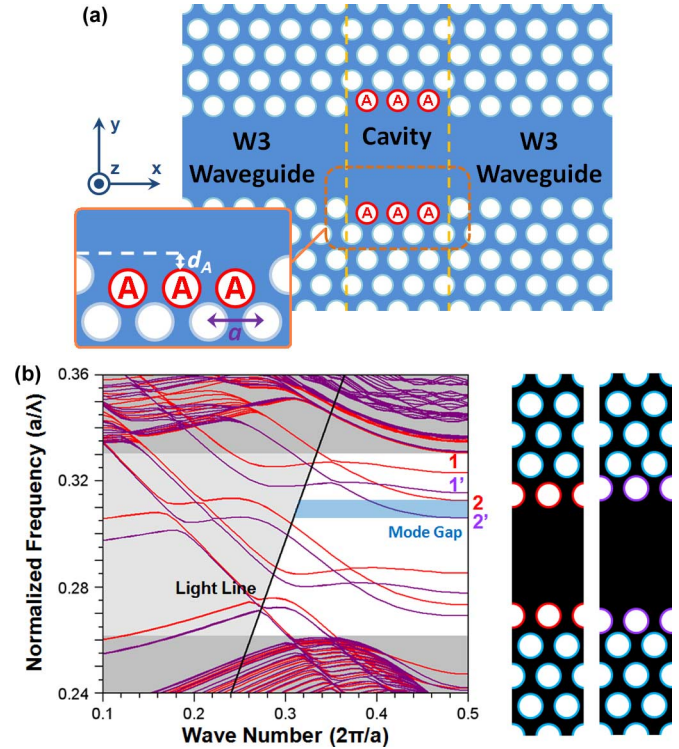 (a)
A A A
W3
Waveguide
Cavity
W3
Waveguide
y
z
x
A A A
dA
A A A
a
(b)
Normalized Frequency (a/λ)
0.36
0.32
0.28
0.24
1
1'
2
2'
Mode Gap
Light Line
0.1
0.2
0.3
0.4
0.5
Wave Number (2π/a)